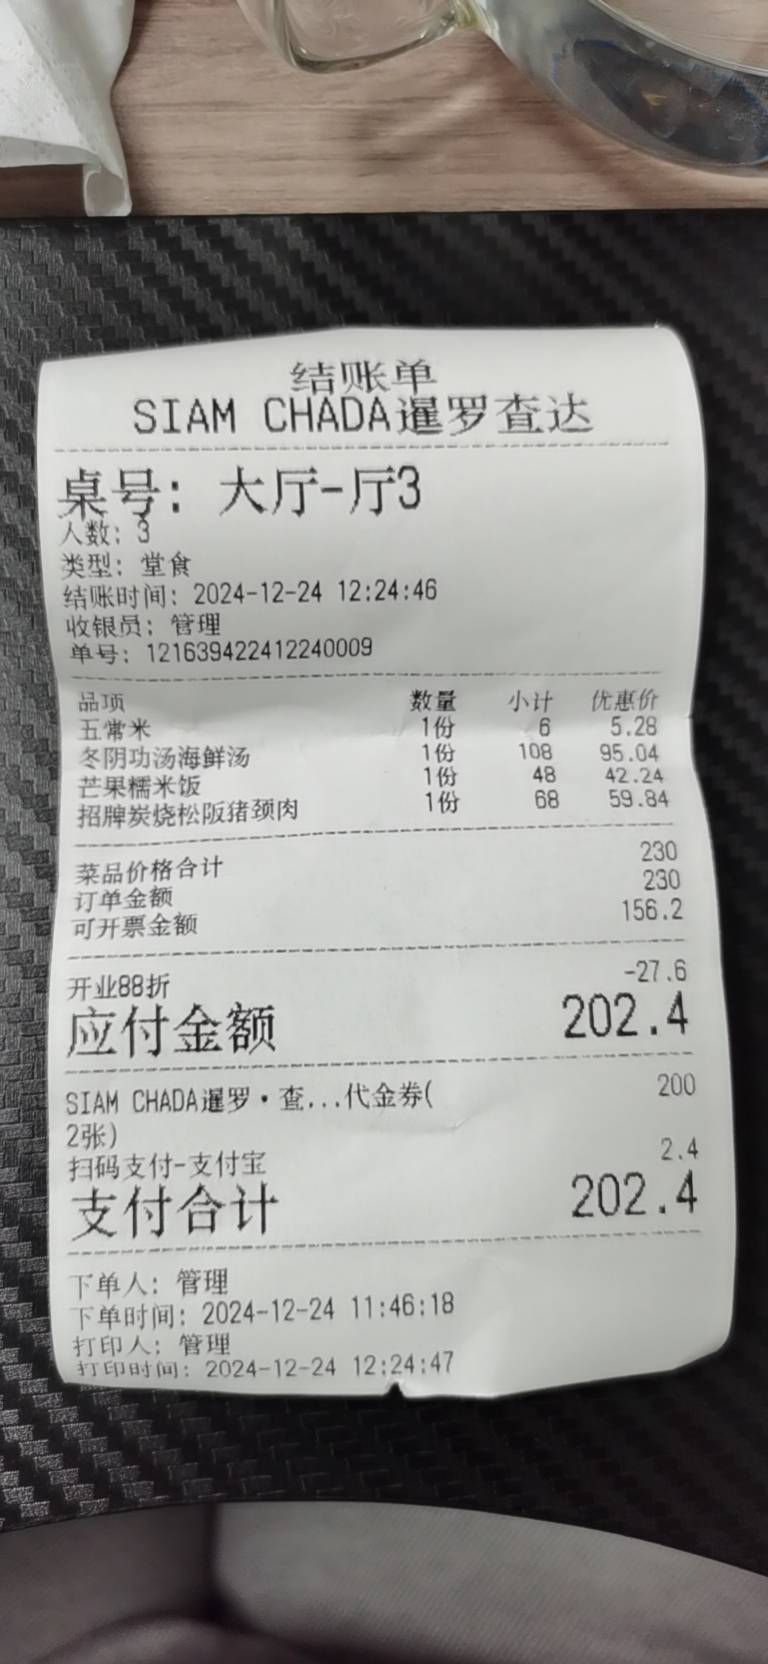 结账单
SIAM CHADA暹罗查达
桌号: 大厅-厅3
人数: 3
类型: 堂食
结账时间: 2024-12-24 12:24:46
收银员: 管理
单号: 121639422412240009
品项 数量 小计 优惠价
五常米 1份 6 5.28
冬阴功汤海鲜汤 1份 108 95.04
芒果糯米饭 1份 48 42.24
招牌炭烧松阪猪颈肉 1份 68 59.84
菜品价格合计 230
订单金额 230
可开票金额 156.2
开业88折 -27.6
应付金额 202.4
SIAM CHADA暹罗·查...代金券( 200
2张)
扫码支付-支付宝 2.4
支付合计 202.4
下单人: 管理
下单时间: 2024-12-24 11:46:18
打印人: 管理
打印时间: 2024-12-24 12:24:47